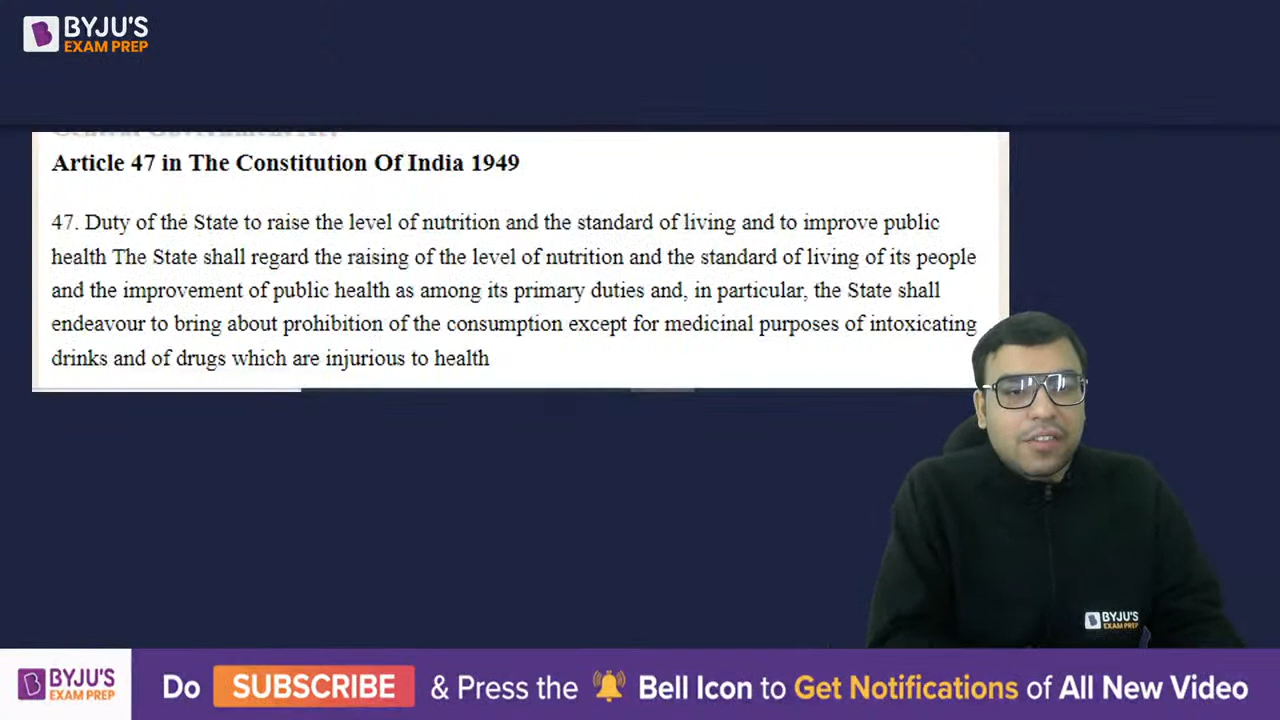 BYJU'S
EXAM PREP
Article 47 in The Constitution Of India 1949
47. Duty of the State to raise the level of nutrition and the standard of living and to improve public
health The State shall regard the raising of the level of nutrition and the standard of living of its people
and the improvement of public health as among its primary duties and, in particular, the State shall
endeavour to bring about prohibition of the consumption except for medicinal purposes of intoxicating
drinks and of drugs which are injurious to health
BYJU'S
EXAM PREP
BYJU'S
EXAM PREP
Do SUBSCRIBE & Press the Bell Icon to Get Notifications of All New Video